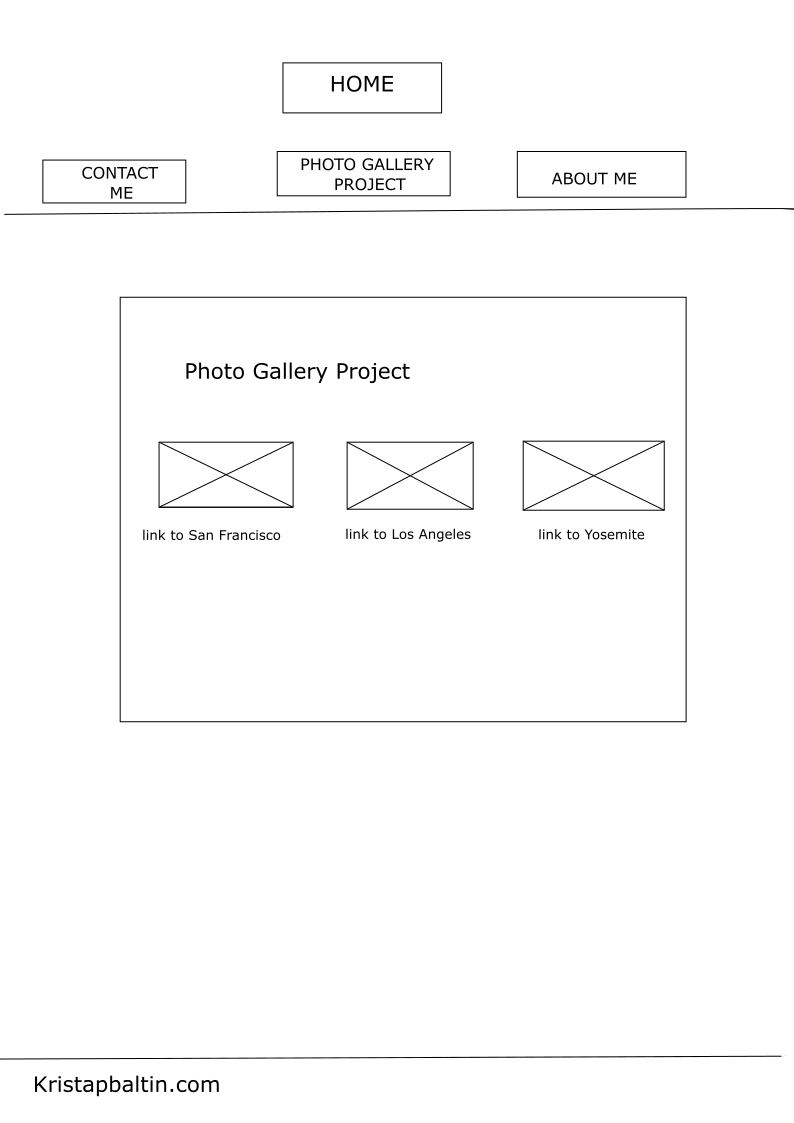 HOME
CONTACT
ME
PHOTO GALLERY
PROJECT
ABOUT ME
Photo Gallery Project
link to San Francisco
link to Los Angeles
link to Yosemite
Kristapbaltin.com